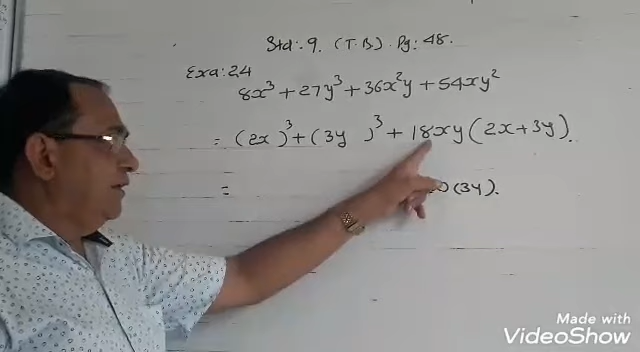 Std: 9. (T.B). Pg: 48.
Exa: 24
8x³ + 27y³ + 36x²y + 54xy²
= (2x )³ + (3y )³ + 18xy (2x + 3y).
= (3y).
Made with
VideoShow